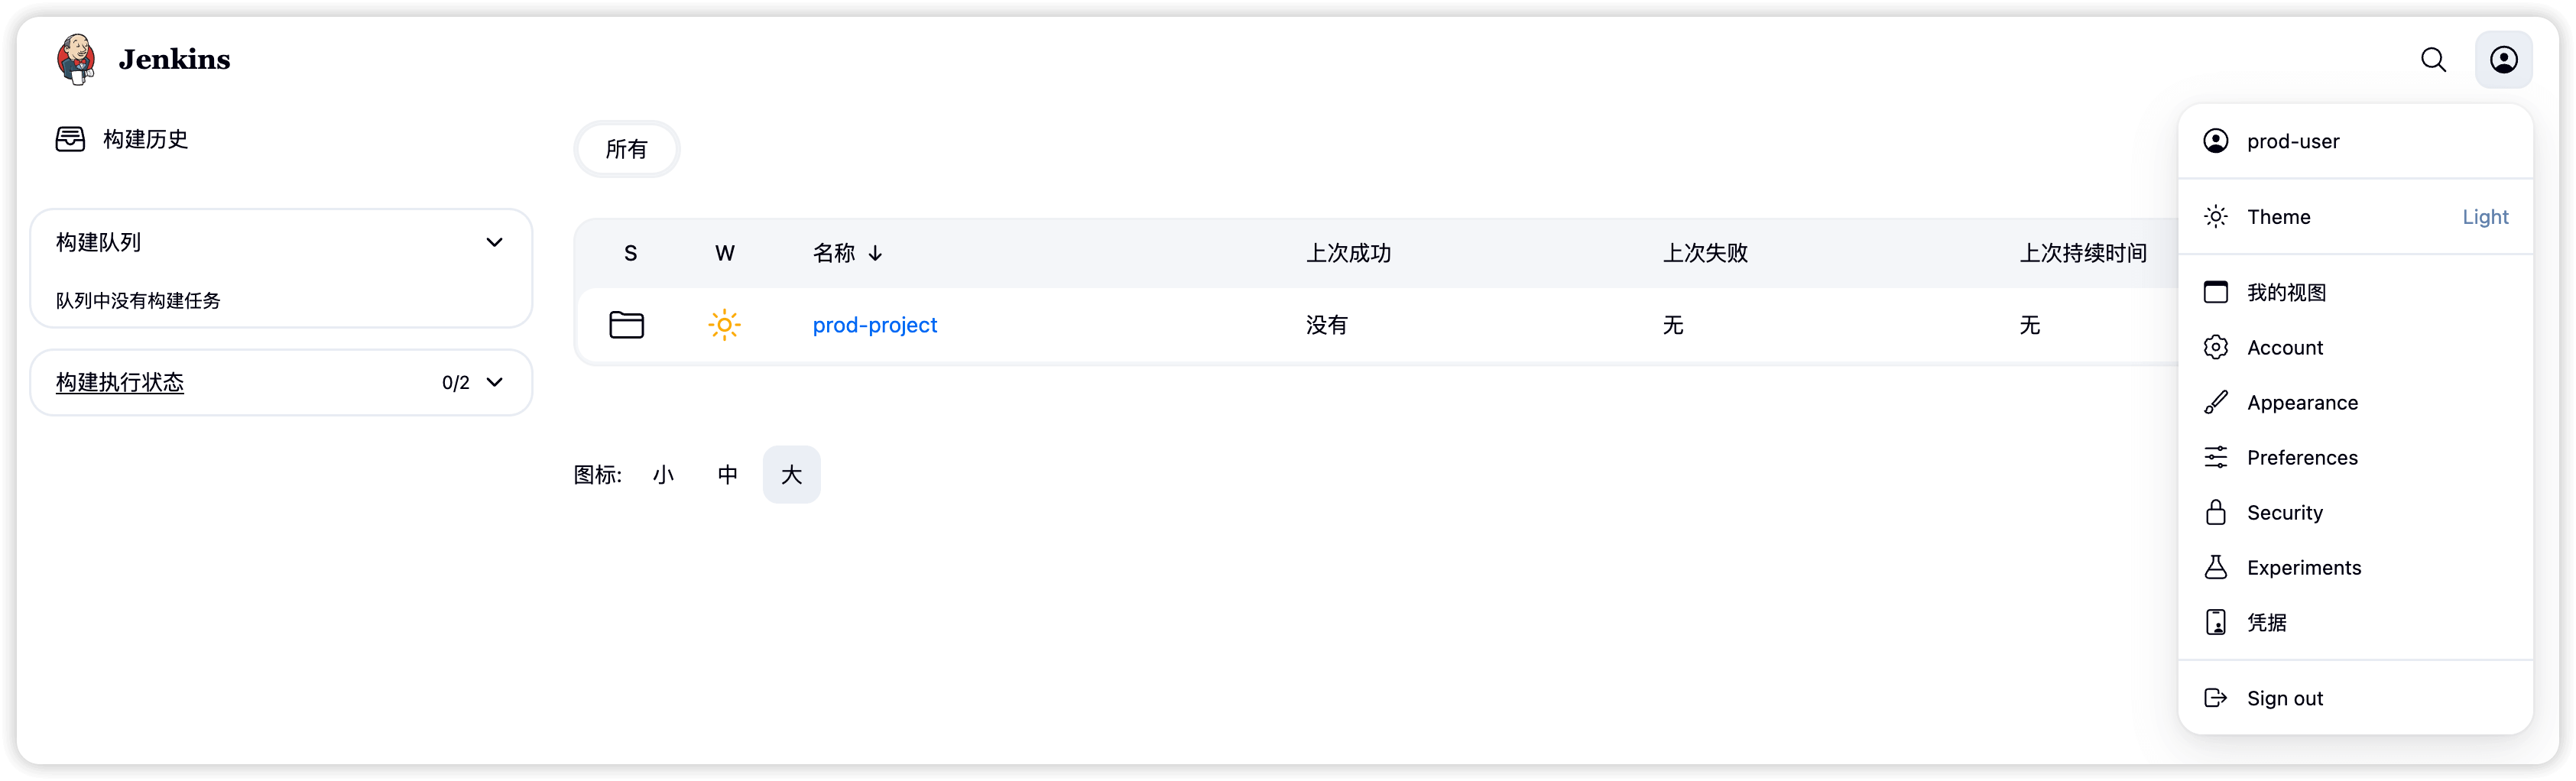 Jenkins
构建历史
构建队列
队列中没有构建任务
构建执行状态 0/2
所有
S W 名称 ↓ 上次成功 上次失败 上次持续时间
prod-project 没有 无 无
图标: 小 中 大
prod-user
Theme Light
我的视图
Account
Appearance
Preferences
Security
Experiments
凭据
Sign out